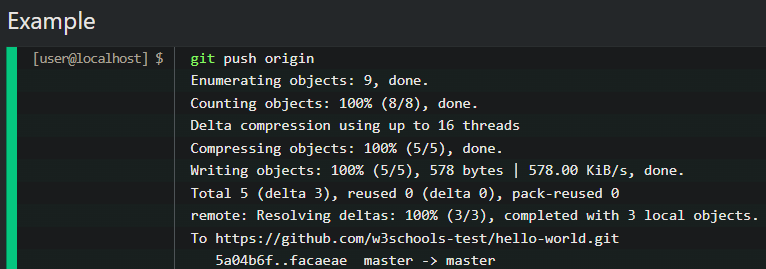 Example
[user@localhost] $ git push origin
Enumerating objects: 9, done.
Counting objects: 100% (8/8), done.
Delta compression using up to 16 threads
Compressing objects: 100% (5/5), done.
Writing objects: 100% (5/5), 578 bytes | 578.00 KiB/s, done.
Total 5 (delta 3), reused 0 (delta 0), pack-reused 0
remote: Resolving deltas: 100% (3/3), completed with 3 local objects.
To https://github.com/w3schools-test/hello-world.git
5a04b6f..facaeae  master -> master